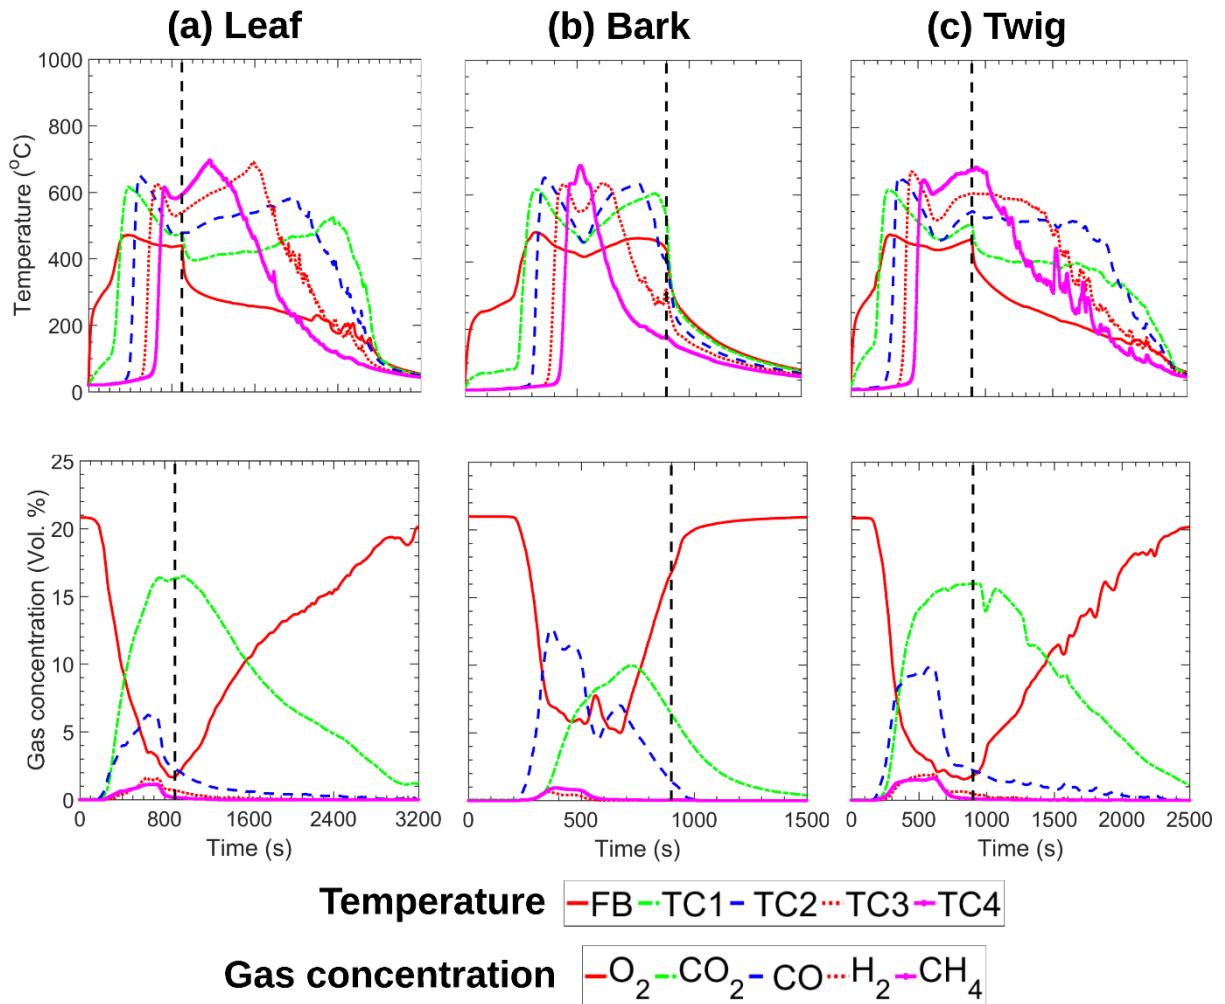 (a) Leaf
(b) Bark
(c) Twig
1000
800
600
400
200
0
Temperature (°C)
25
20
15
10
5
0
Gas concentration (Vol. %)
0 800 1600 2400 3200
0 500 1000 1500
0 500 1000 1500 2000 2500
Time (s)
Time (s)
Time (s)
Temperature FB TC1 TC2 TC3 TC4
Gas concentration O₂ CO₂ CO H₂ CH₄